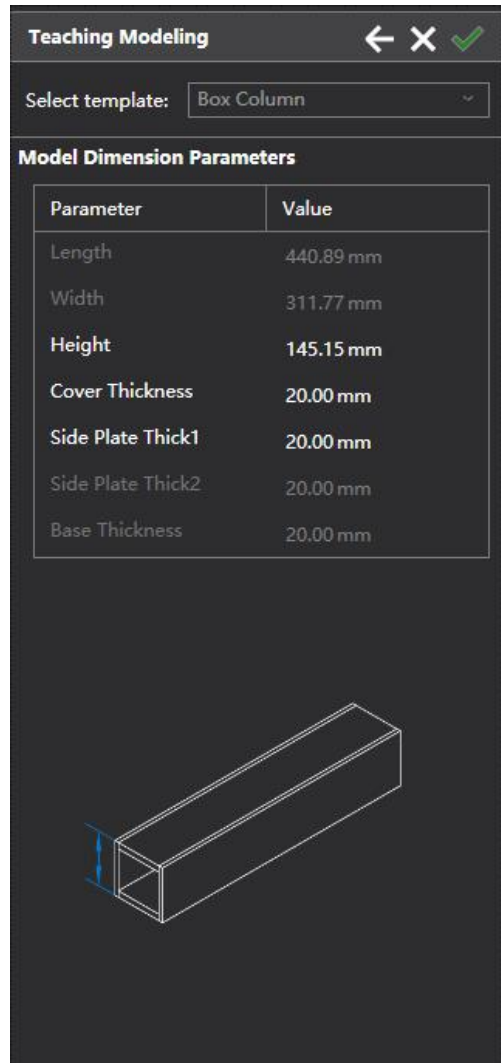 Teaching Modeling
Select template: Box Column
Model Dimension Parameters
Parameter Value
Length 440.89 mm
Width 311.77 mm
Height 145.15 mm
Cover Thickness 20.00 mm
Side Plate Thick1 20.00 mm
Side Plate Thick2 20.00 mm
Base Thickness 20.00 mm